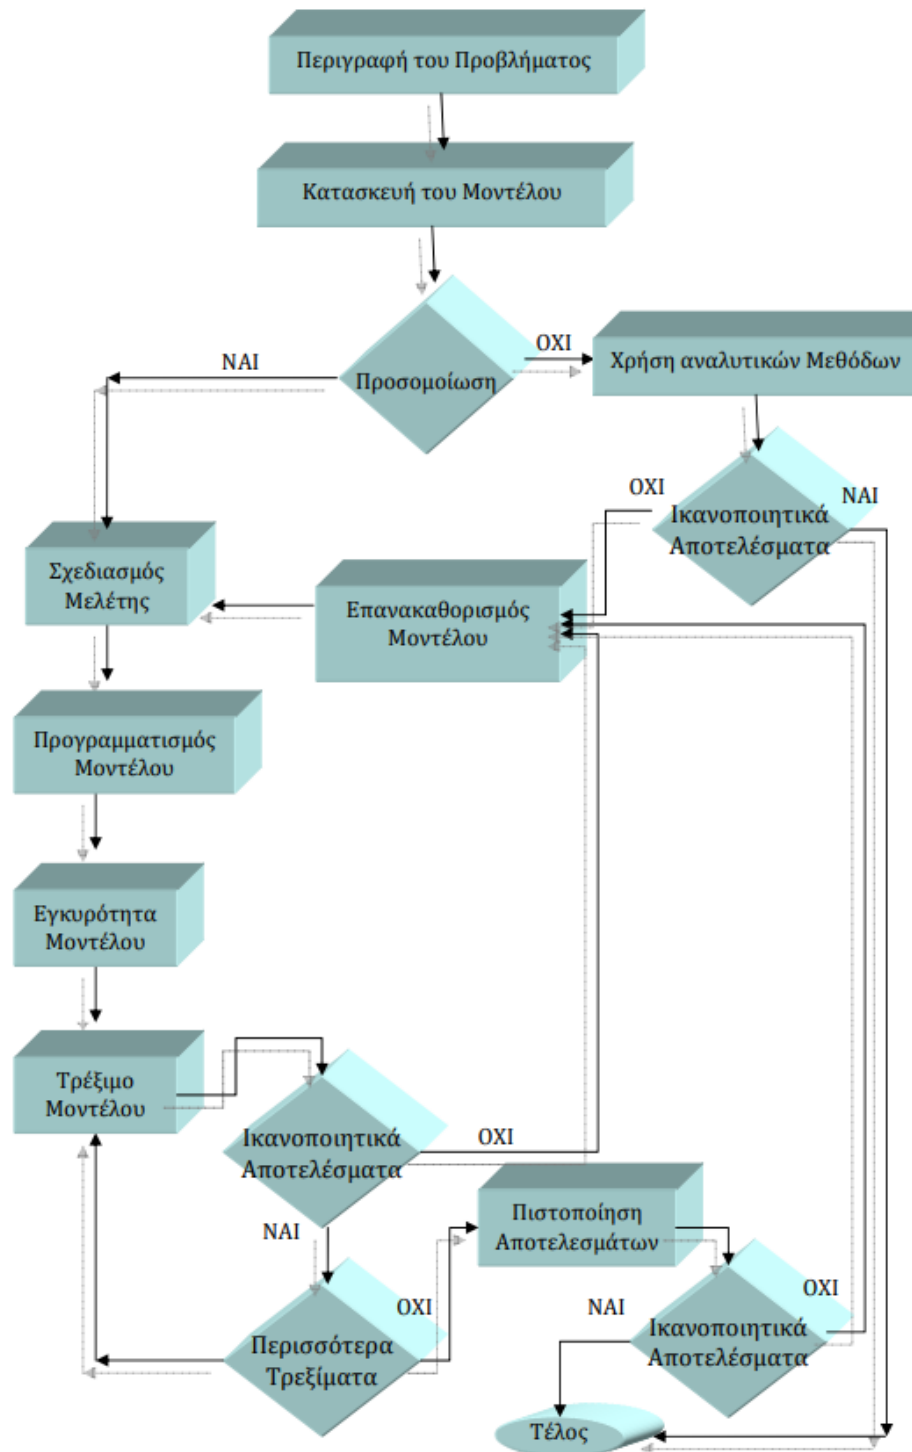 Περιγραφή του Προβλήματος
Κατασκευή του Μοντέλου
ΟΧΙ
ΝΑΙ
Προσομοίωση
Χρήση αναλυτικών Μεθόδων
ΟΧΙ
ΝΑΙ
Ικανοποιητικά
Αποτελέσματα
Σχεδιασμός
Μελέτης
Επανακαθορισμός
Μοντέλου
Προγραμματισμός
Μοντέλου
Εγκυρότητα
Μοντέλου
Τρέξιμο
Μοντέλου
Ικανοποιητικά
Αποτελέσματα
ΟΧΙ
ΝΑΙ
Πιστοποίηση
Αποτελεσμάτων
ΟΧΙ
Περισσότερα
Τρεξίματα
ΝΑΙ
ΟΧΙ
Ικανοποιητικά
Αποτελέσματα
Τέλος